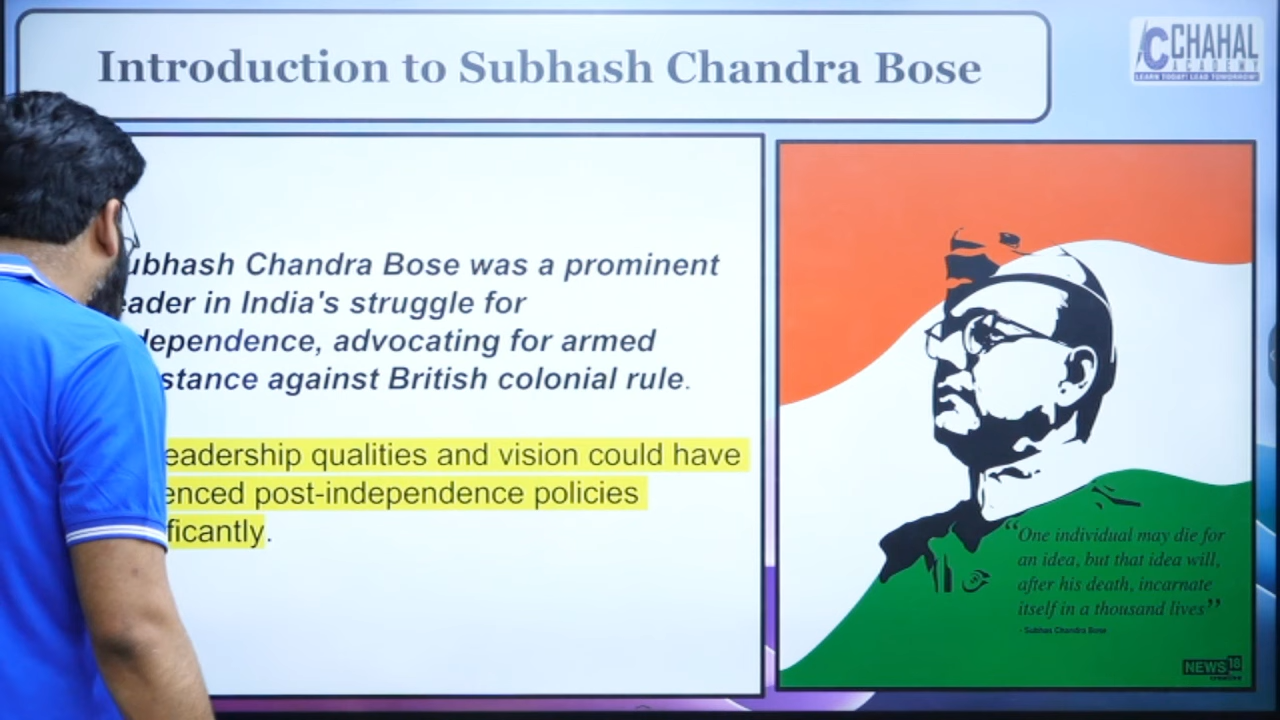 Introduction to Subhash Chandra Bose
CHAHAL
ACADEMY
LEARN TODAY! LEAD TOMORROW!
ubhash Chandra Bose was a prominent
eader in India's struggle for
dependence, advocating for armed
stance against British colonial rule.
eadership qualities and vision could have
enced post-independence policies
ficantly.
“One individual may die for
an idea, but that idea will,
after his death, incarnate
itself in a thousand lives”
- Subhas Chandra Bose
NEWS18
creative